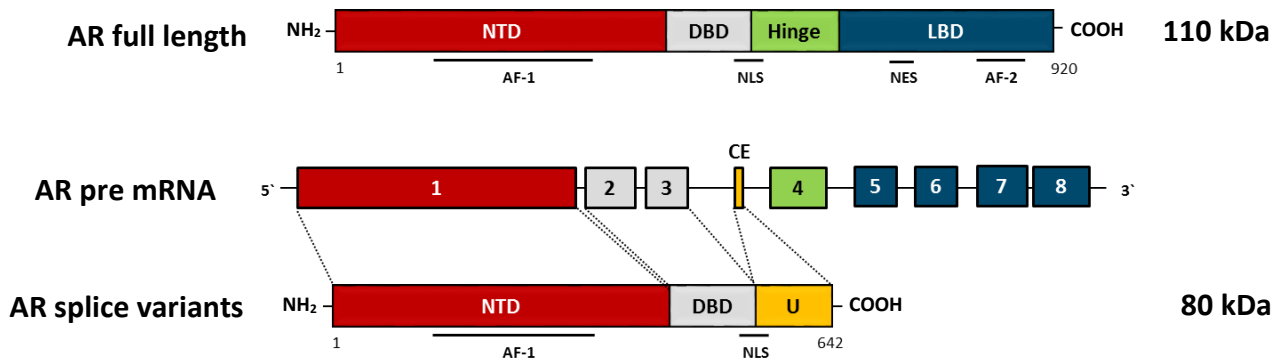 AR full length NH₂ NTD DBD Hinge LBD COOH 110 kDa
1 AF-1 NLS NES AF-2 920
CE
AR pre mRNA 5` 1 2 3 4 5 6 7 8 3`
AR splice variants NH₂ NTD DBD U COOH 80 kDa
1 AF-1 NLS 642